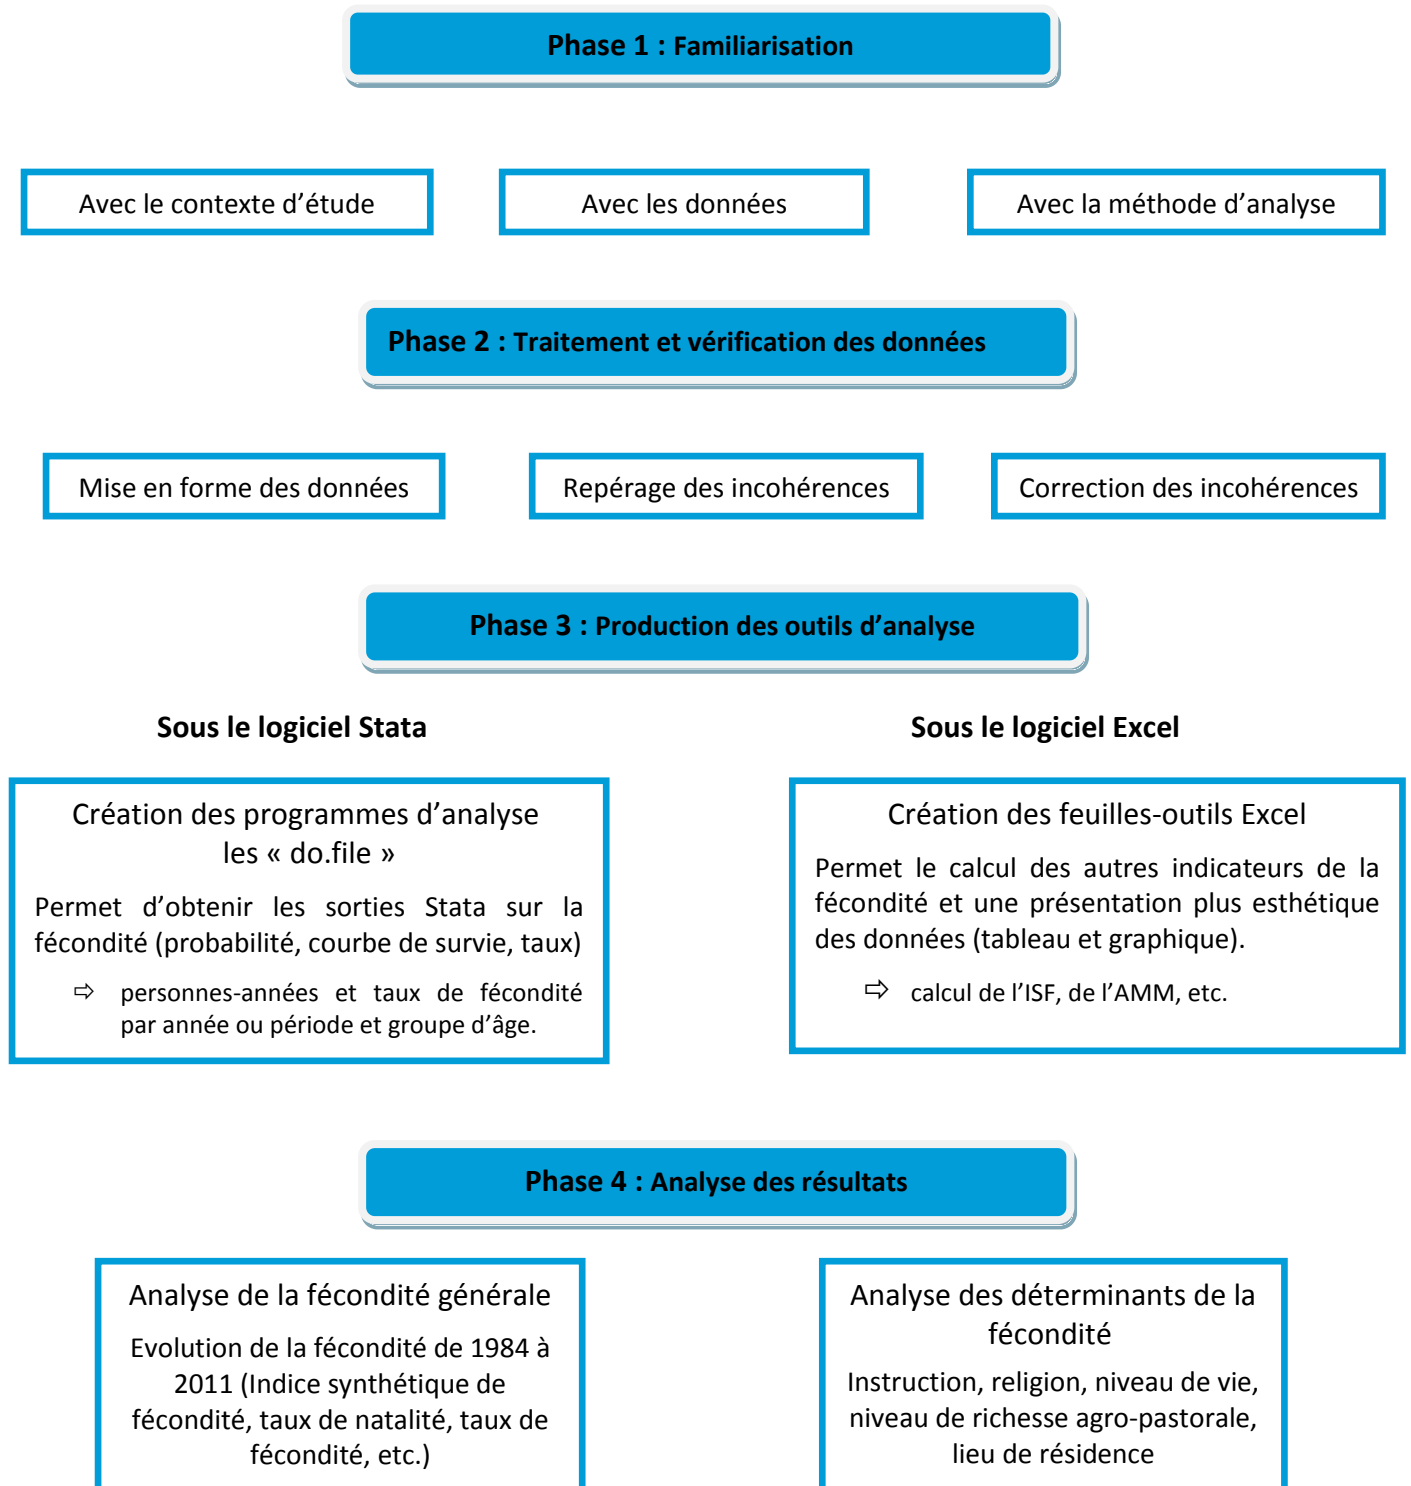 Phase 1 : Familiarisation
Avec le contexte d’étude
Avec les données
Avec la méthode d’analyse
Phase 2 : Traitement et vérification des données
Mise en forme des données
Repérage des incohérences
Correction des incohérences
Phase 3 : Production des outils d’analyse
Sous le logiciel Stata
Création des programmes d’analyse
les « do.file »
Permet d’obtenir les sorties Stata sur la
fécondité (probabilité, courbe de survie, taux)
⇨ personnes-années et taux de fécondité
par année ou période et groupe d’âge.
Sous le logiciel Excel
Création des feuilles-outils Excel
Permet le calcul des autres indicateurs de la
fécondité et une présentation plus esthétique
des données (tableau et graphique).
⇨ calcul de l’ISF, de l’AMM, etc.
Phase 4 : Analyse des résultats
Analyse de la fécondité générale
Evolution de la fécondité de 1984 à
2011 (Indice synthétique de
fécondité, taux de natalité, taux de
fécondité, etc.)
Analyse des déterminants de la
fécondité
Instruction, religion, niveau de vie,
niveau de richesse agro-pastorale,
lieu de résidence